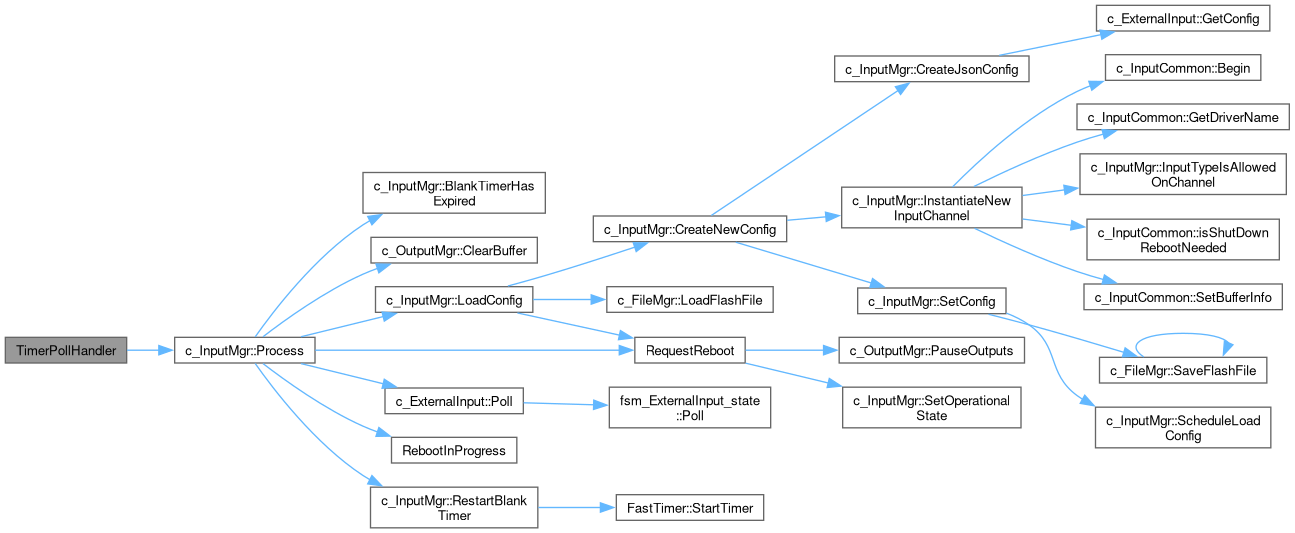 TimerPollHandler
c_InputMgr::Process
c_InputMgr::BlankTimerHas
Expired
c_OutputMgr::ClearBuffer
c_InputMgr::LoadConfig
c_InputMgr::CreateNewConfig
c_InputMgr::CreateJsonConfig
c_ExternalInput::GetConfig
c_InputMgr::InstantiateNew
InputChannel
c_InputCommon::Begin
c_InputCommon::GetDriverName
c_InputMgr::InputTypeIsAllowed
OnChannel
c_InputCommon::isShutDown
RebootNeeded
c_InputCommon::SetBufferInfo
c_InputMgr::SetConfig
c_FileMgr::SaveFlashFile
c_InputMgr::ScheduleLoad
Config
c_FileMgr::LoadFlashFile
RequestReboot
c_OutputMgr::PauseOutputs
c_InputMgr::SetOperational
State
c_ExternalInput::Poll
fsm_ExternalInput_state
::Poll
RebootInProgress
c_InputMgr::RestartBlank
Timer
FastTimer::StartTimer